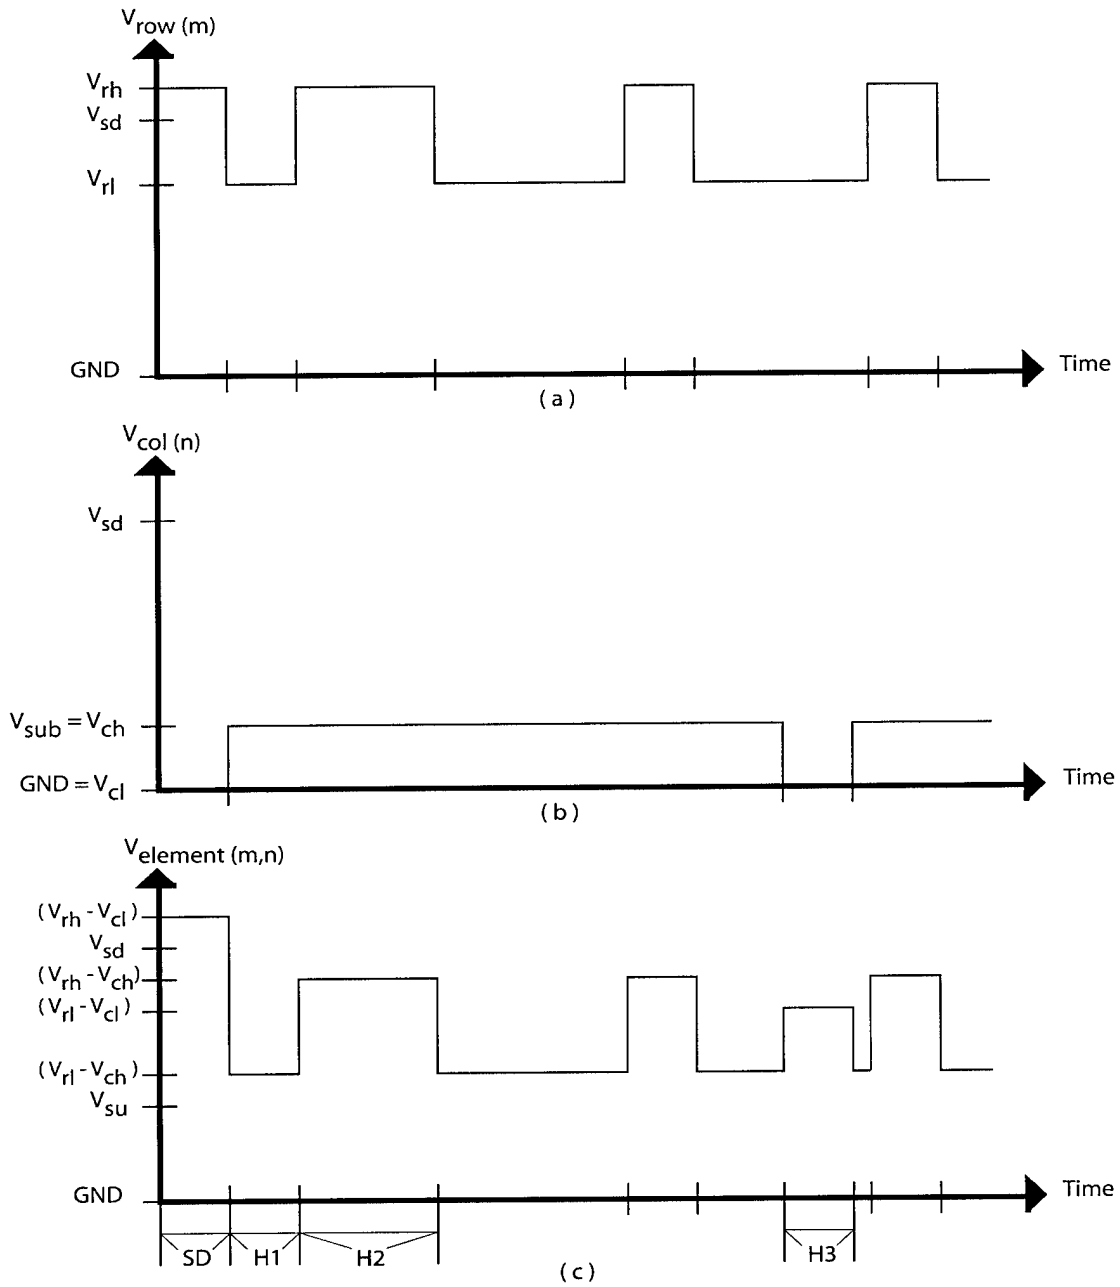 Vrow (m)
Vrh
Vsd
Vrl
GND
Time
( a )
Vcol (n)
Vsd
Vsub = Vch
GND = Vcl
Time
( b )
Velement (m,n)
(Vrh - Vcl)
Vsd
(Vrh - Vch)
(Vrl - Vcl)
(Vrl - Vch)
Vsu
GND
Time
SD H1 H2 H3
( c )